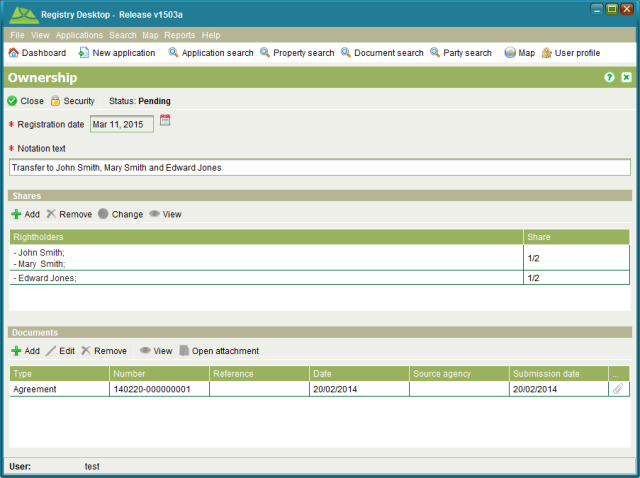 Registry Desktop - Release v1503a
File View Applications Search Map Reports Help
Dashboard New application Application search Property search Document search Party search Map User profile
Ownership
Close Security Status: Pending
* Registration date Mar 11, 2015
* Notation text
Transfer to John Smith, Mary Smith and Edward Jones
Shares
Add Remove Change View
Rightholders Share
- John Smith;
- Mary Smith; 1/2
- Edward Jones; 1/2
Documents
Add Edit Remove View Open attachment
Type Number Reference Date Source agency Submission date ...
Agreement 140220-000000001 20/02/2014 20/02/2014
User: test